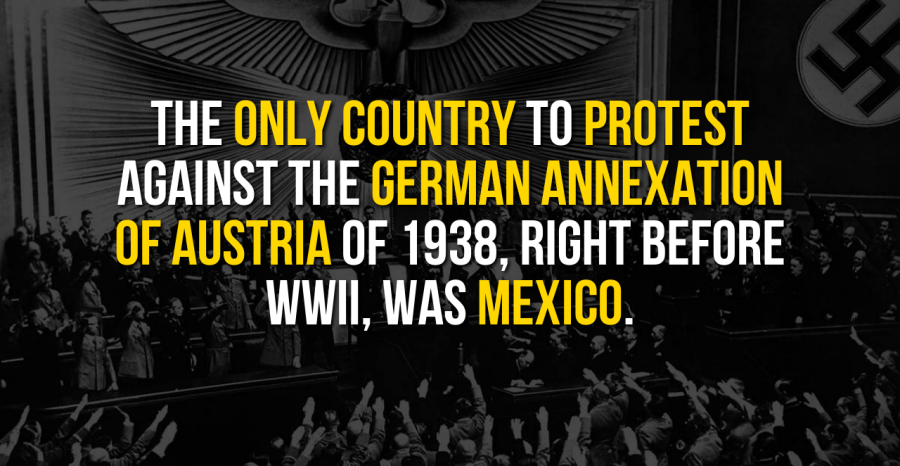 THE ONLY COUNTRY TO PROTEST
AGAINST THE GERMAN ANNEXATION
OF AUSTRIA OF 1938, RIGHT BEFORE
WWII, WAS MEXICO.